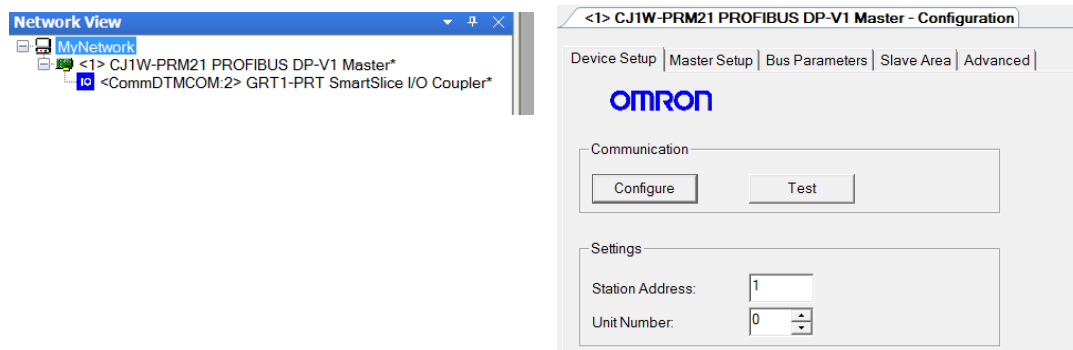 Network View
MyNetwork
<1> CJ1W-PRM21 PROFIBUS DP-V1 Master*
IO <CommDTMCOM:2> GRT1-PRT SmartSlice I/O Coupler*
<1> CJ1W-PRM21 PROFIBUS DP-V1 Master - Configuration
Device Setup Master Setup Bus Parameters Slave Area Advanced
OMRON
Communication
Configure Test
Settings
Station Address: 1
Unit Number: 0